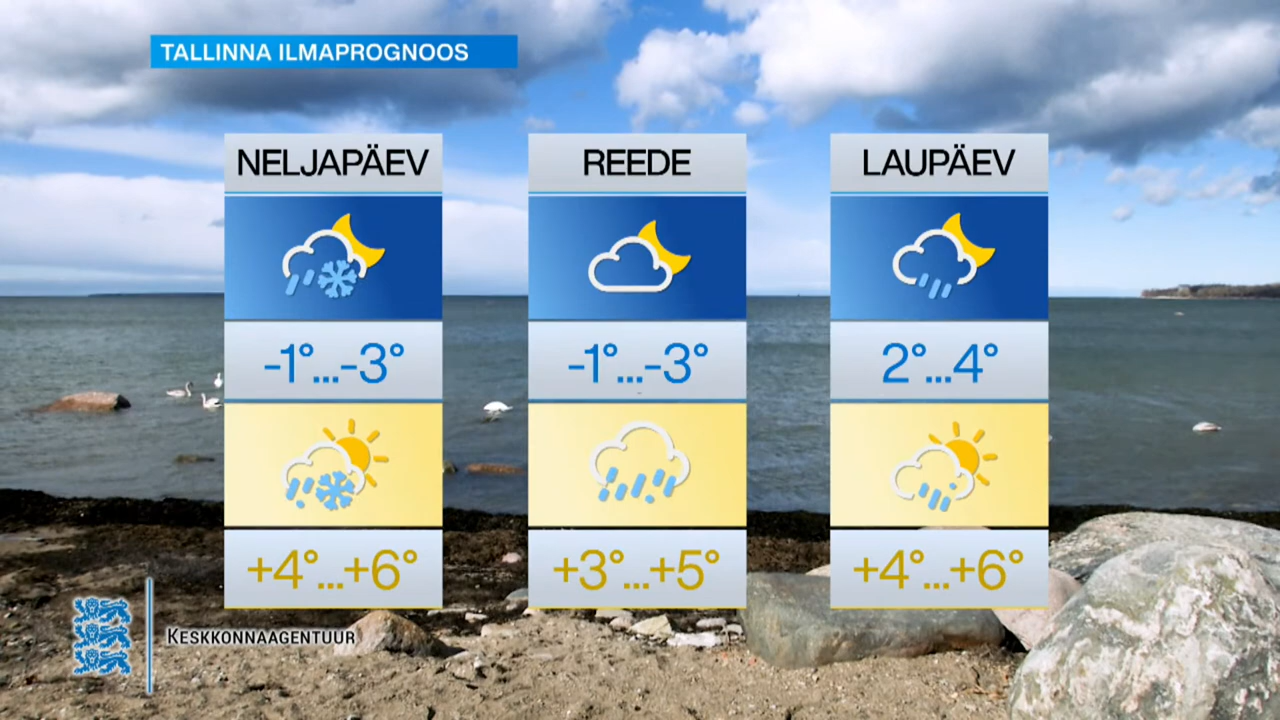 TALLINNA ILMAPROGNOOS
NELJAPÄEV
-1°...-3°
+4°...+6°
REEDE
-1°...-3°
+3°...+5°
LAUPÄEV
2°...4°
+4°...+6°
KESKKONNAAGENTUUR